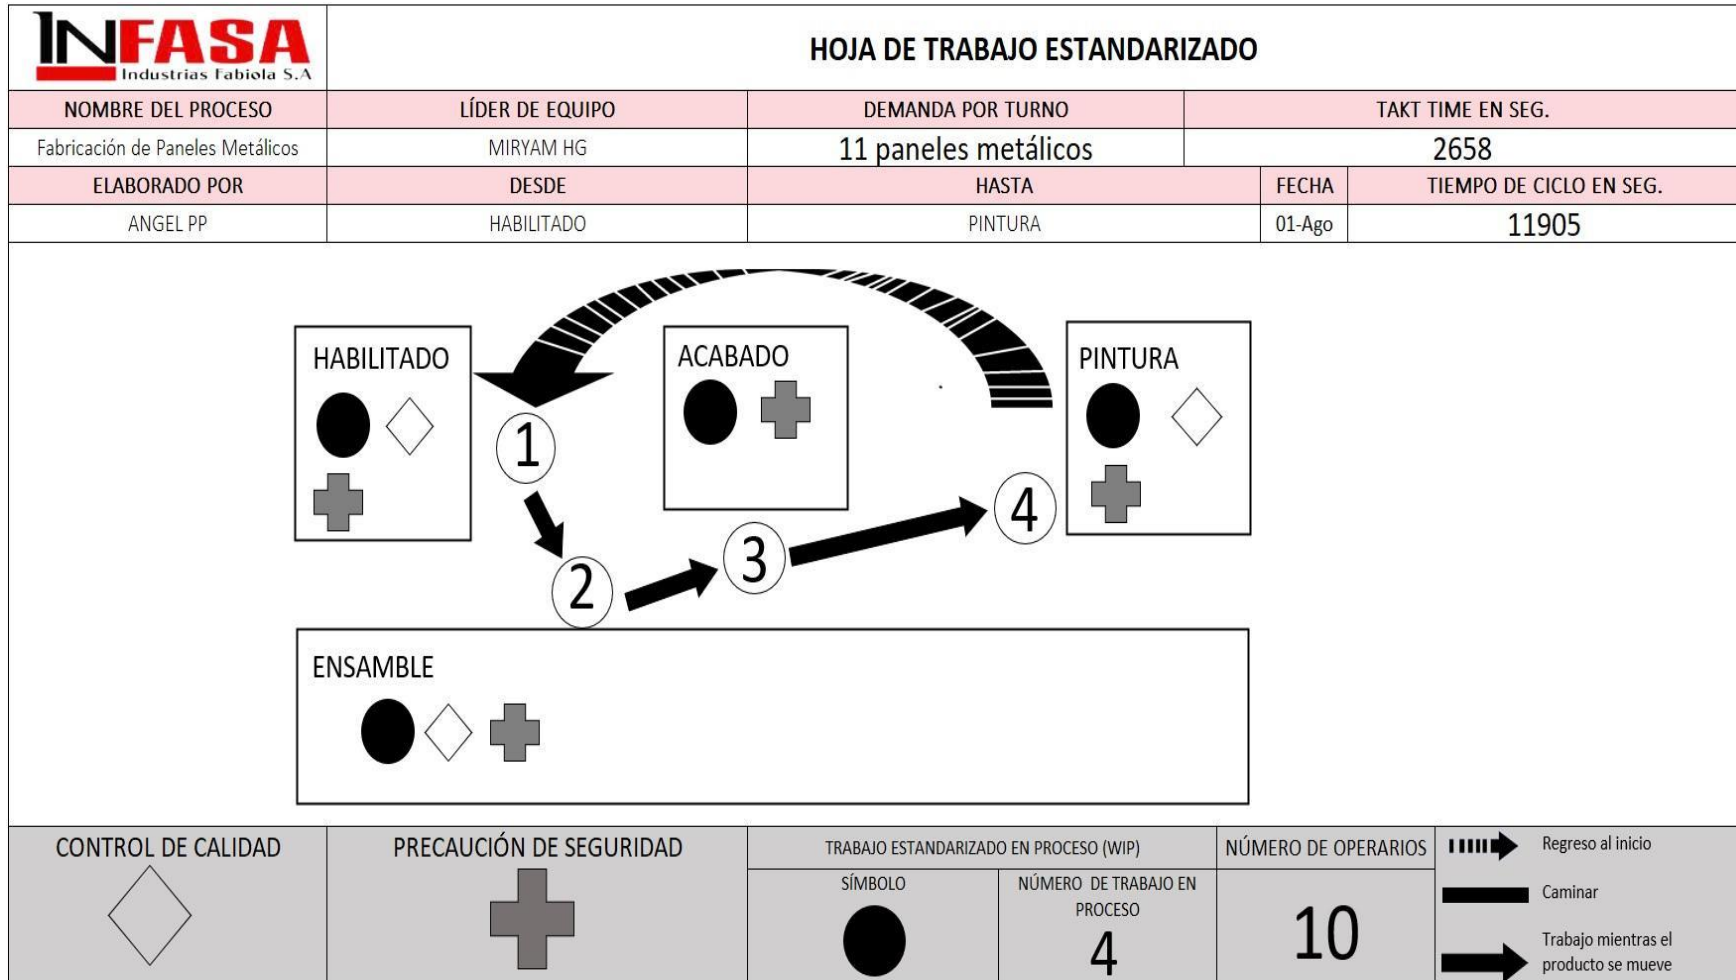 INFASA
Industrias Fabiola S.A
HOJA DE TRABAJO ESTANDARIZADO
NOMBRE DEL PROCESO
LÍDER DE EQUIPO
DEMANDA POR TURNO
TAKT TIME EN SEG.
Fabricación de Paneles Metálicos
MIRYAM HG
11 paneles metálicos
2658
ELABORADO POR
DESDE
HASTA
FECHA
TIEMPO DE CICLO EN SEG.
ANGEL PP
HABILITADO
PINTURA
01-Ago
11905
HABILITADO
ACABADO
PINTURA
1
2
3
4
ENSAMBLE
CONTROL DE CALIDAD
PRECAUCIÓN DE SEGURIDAD
TRABAJO ESTANDARIZADO EN PROCESO (WIP)
SÍMBOLO
NÚMERO DE TRABAJO EN
PROCESO
4
NÚMERO DE OPERARIOS
10
Regreso al inicio
Caminar
Trabajo mientras el
producto se mueve